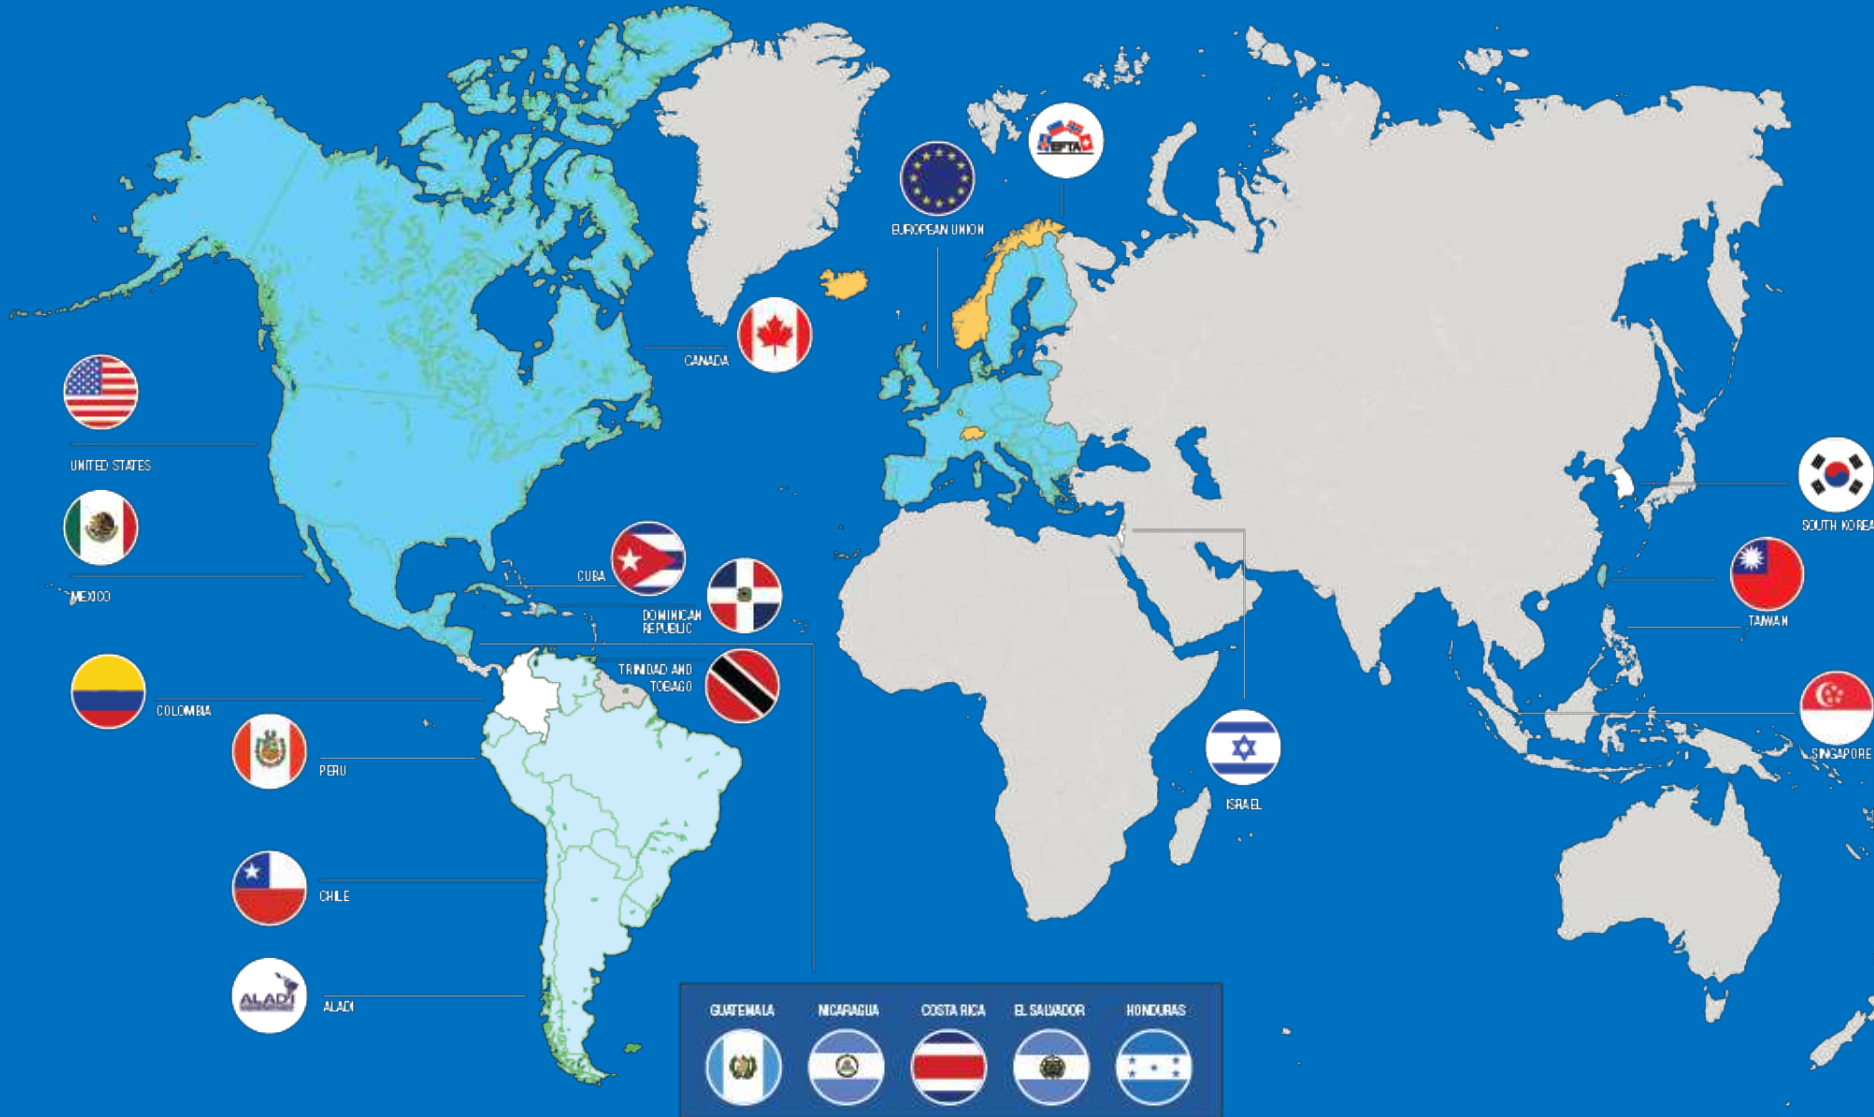 EFTA
EUROPEAN UNION
CANADA
UNITED STATES
MEXICO
CUBA
DOMINICAN
REPUBLIC
TRINIDAD AND
TOBAGO
COLOMBIA
PERU
CHILE
ALADI
ALADI
ISRAEL
SOUTH KOREA
TAIWAN
SINGAPORE
GUATEMALA
NICARAGUA
COSTA RICA
EL SALVADOR
HONDURAS